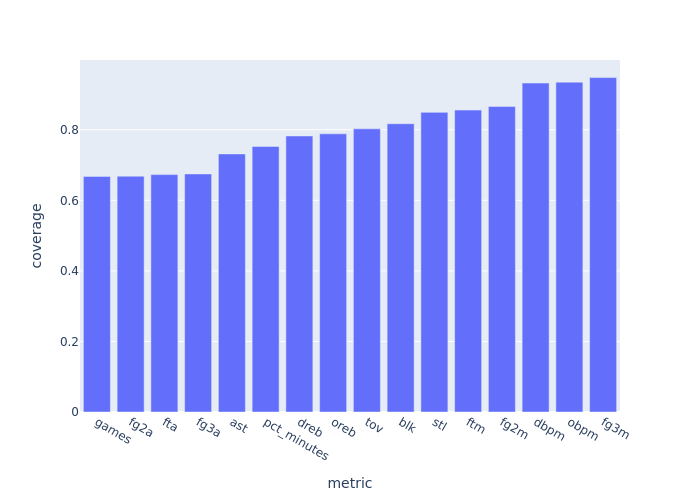 coverage
0.8
0.6
0.4
0.2
0
games fg2a fta fg3a ast pct_minutes dreb oreb tov blk stl ftm fg2m dbpm obpm fg3m
metric